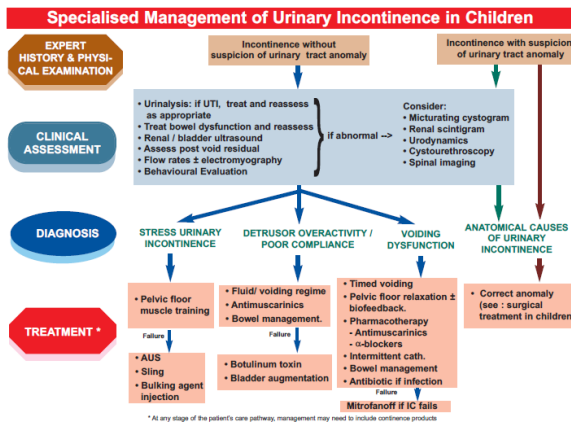 Specialised Management of Urinary Incontinence in Children
EXPERT
HISTORY & PHYSI-
CAL EXAMINATION
Incontinence without
suspicion of urinary tract anomaly
Incontinence with suspicion
of urinary tract anomaly
CLINICAL
ASSESSMENT
• Urinalysis: if UTI, treat and reassess
as appropriate
• Treat bowel dysfunction and reassess
• Renal / bladder ultrasound
• Assess post void residual
• Flow rates ± electromyography
• Behavioural Evaluation
if abnormal -->
Consider:
• Micturating cystogram
• Renal scintigram
• Urodynamics
• Cystourethroscopy
• Spinal imaging
DIAGNOSIS
STRESS URINARY
INCONTINENCE
DETRUSOR OVERACTIVITY /
POOR COMPLIANCE
VOIDING
DYSFUNCTION
ANATOMICAL CAUSES
OF URINARY
INCONTINENCE
TREATMENT *
• Pelvic floor
muscle training
Failure
• AUS
• Sling
• Bulking agent
injection
• Fluid/ voiding regime
• Antimuscarinics
• Bowel management.
Failure
• Botulinum toxin
• Bladder augmentation
• Timed voiding
• Pelvic floor relaxation ±
biofeedback.
• Pharmacotherapy
- Antimuscarinics
- α-blockers
• Intermittent cath.
• Bowel management
• Antibiotic if infection
Failure
Mitrofanoff if IC fails
• Correct anomaly
(see : surgical
treatment in children
* At any stage of the patient's care pathway, management may need to include continence products